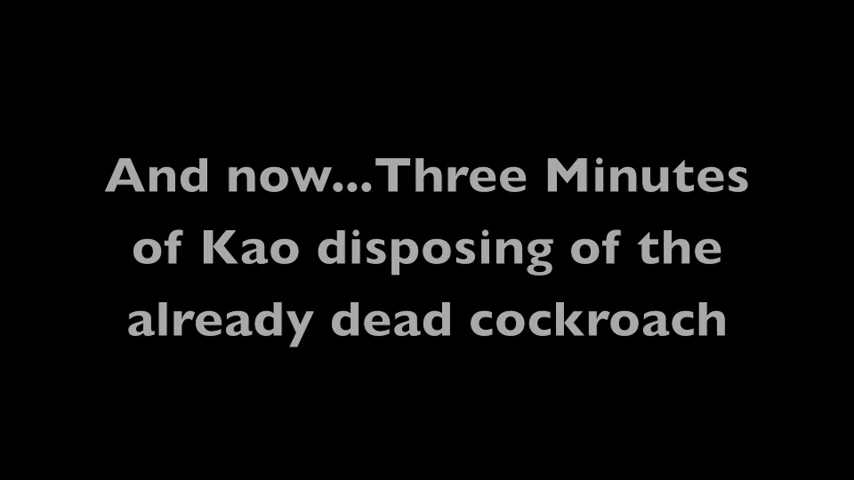 And now...Three Minutes
of Kao disposing of the
already dead cockroach